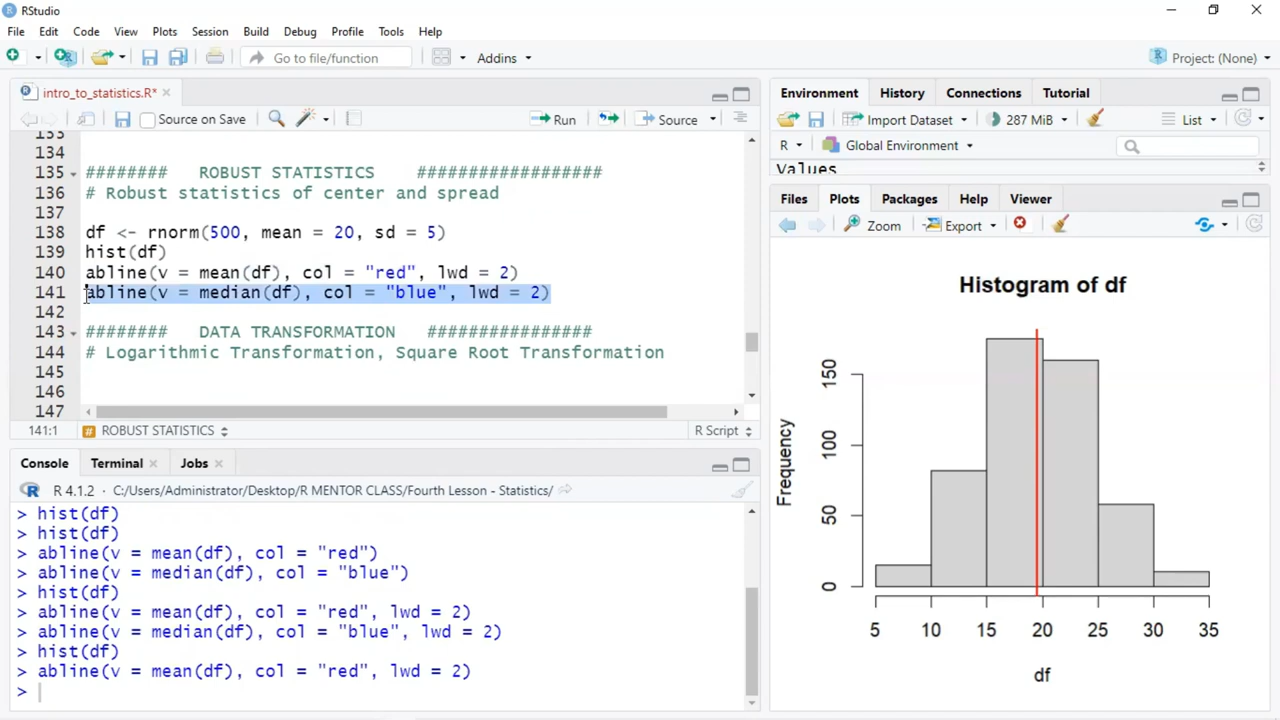 RStudio
File Edit Code View Plots Session Build Debug Profile Tools Help
Go to file/function Addins Project: (None)
intro_to_statistics.R*
Source on Save Run Source
133
134
135 ######## ROBUST STATISTICS #################
136 # Robust statistics of center and spread
137
138 df <- rnorm(500, mean = 20, sd = 5)
139 hist(df)
140 abline(v = mean(df), col = "red", lwd = 2)
141 abline(v = median(df), col = "blue", lwd = 2)
142
143 ######## DATA TRANSFORMATION ################
144 # Logarithmic Transformation, Square Root Transformation
145
146
147
141:1 # ROBUST STATISTICS R Script
Console Terminal Jobs
R R 4.1.2 · C:/Users/Administrator/Desktop/R MENTOR CLASS/Fourth Lesson - Statistics/
> hist(df)
> hist(df)
> abline(v = mean(df), col = "red")
> abline(v = median(df), col = "blue")
> hist(df)
> abline(v = mean(df), col = "red", lwd = 2)
> abline(v = median(df), col = "blue", lwd = 2)
> hist(df)
> abline(v = mean(df), col = "red", lwd = 2)
>
Environment History Connections Tutorial
Import Dataset 287 MiB List
R Global Environment
Values
Files Plots Packages Help Viewer
Zoom Export
Histogram of df
Frequency
150
100
50
0
5 10 15 20 25 30 35
df